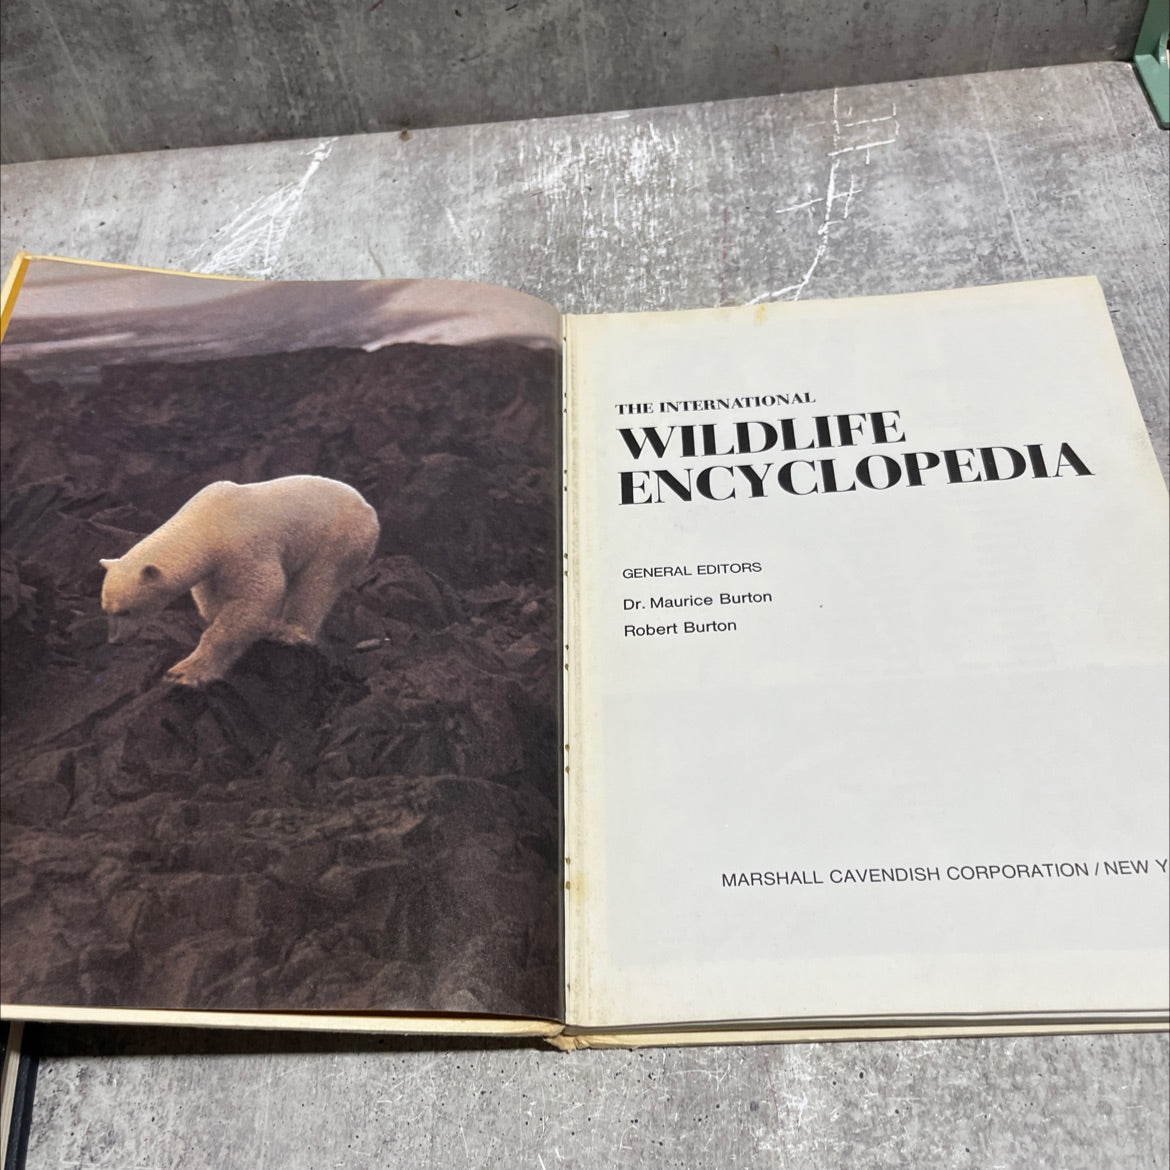 THE INTERNATIONAL
WILDLIFE
ENCYCLOPEDIA
GENERAL EDITORS
Dr. Maurice Burton
Robert Burton
MARSHALL CAVENDISH CORPORATION / NEW Y